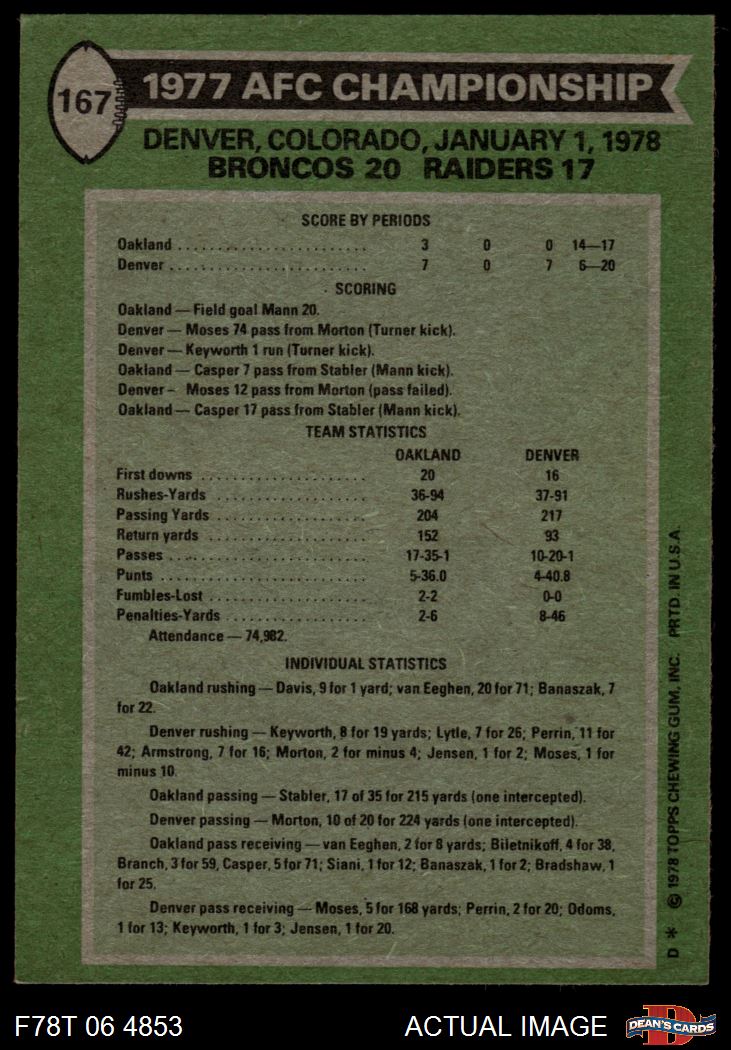 167
1977 AFC CHAMPIONSHIP
DENVER, COLORADO, JANUARY 1, 1978
BRONCOS 20 RAIDERS 17
SCORE BY PERIODS
Oakland ........................ 3 0 0 14—17
Denver ......................... 7 0 7 6—20
SCORING
Oakland — Field goal Mann 20.
Denver — Moses 74 pass from Morton (Turner kick).
Denver — Keyworth 1 run (Turner kick).
Oakland — Casper 7 pass from Stabler (Mann kick).
Denver – Moses 12 pass from Morton (pass failed).
Oakland — Casper 17 pass from Stabler (Mann kick).
TEAM STATISTICS
OAKLAND DENVER
First downs ..................... 20 16
Rushes-Yards ................... 36-94 37-91
Passing Yards ................... 204 217
Return yards .................... 152 93
Passes ......................... 17-35-1 10-20-1
Punts .......................... 5-36.0 4-40.8
Fumbles-Lost .................... 2-2 0-0
Penalties-Yards .................. 2-6 8-46
Attendance — 74,982.
INDIVIDUAL STATISTICS
Oakland rushing — Davis, 9 for 1 yard; van Eeghen, 20 for 71; Banaszak, 7
for 22.
Denver rushing — Keyworth, 8 for 19 yards; Lytle, 7 for 26; Perrin, 11 for
42; Armstrong, 7 for 16; Morton, 2 for minus 4; Jensen, 1 for 2; Moses, 1 for
minus 10.
Oakland passing — Stabler, 17 of 35 for 215 yards (one intercepted).
Denver passing — Morton, 10 of 20 for 224 yards (one intercepted).
Oakland pass receiving — van Eeghen, 2 for 8 yards; Biletnikoff, 4 for 38,
Branch, 3 for 59, Casper, 5 for 71; Siani, 1 for 12; Banaszak, 1 for 2; Bradshaw, 1
for 25.
Denver pass receiving — Moses, 5 for 168 yards; Perrin, 2 for 20; Odoms,
1 for 13; Keyworth, 1 for 3; Jensen, 1 for 20.
D * © 1978 TOPPS CHEWING GUM, INC. PRTD. IN U.S.A.
F78T 06 4853 ACTUAL IMAGE
D
DEAN'S CARDS